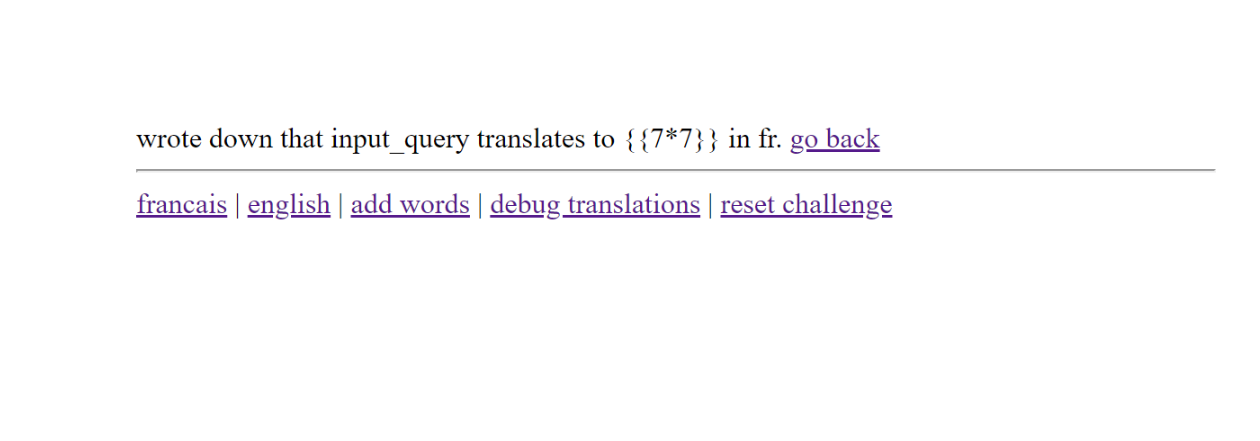 wrote down that input_query translates to {{7*7}} in fr. go back
francais | english | add words | debug translations | reset challenge